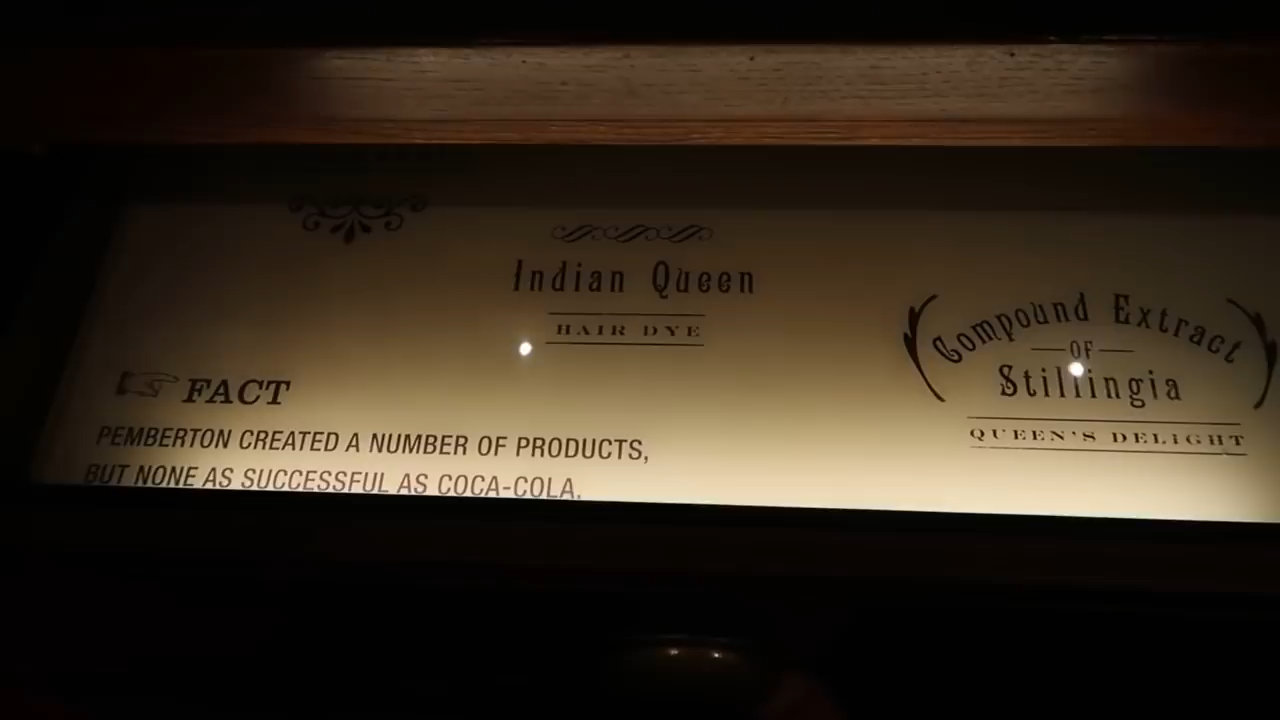 Indian Queen
HAIR DYE
Compound Extract
OF
Stillingia
QUEEN'S DELIGHT
FACT
PEMBERTON CREATED A NUMBER OF PRODUCTS,
BUT NONE AS SUCCESSFUL AS COCA-COLA.